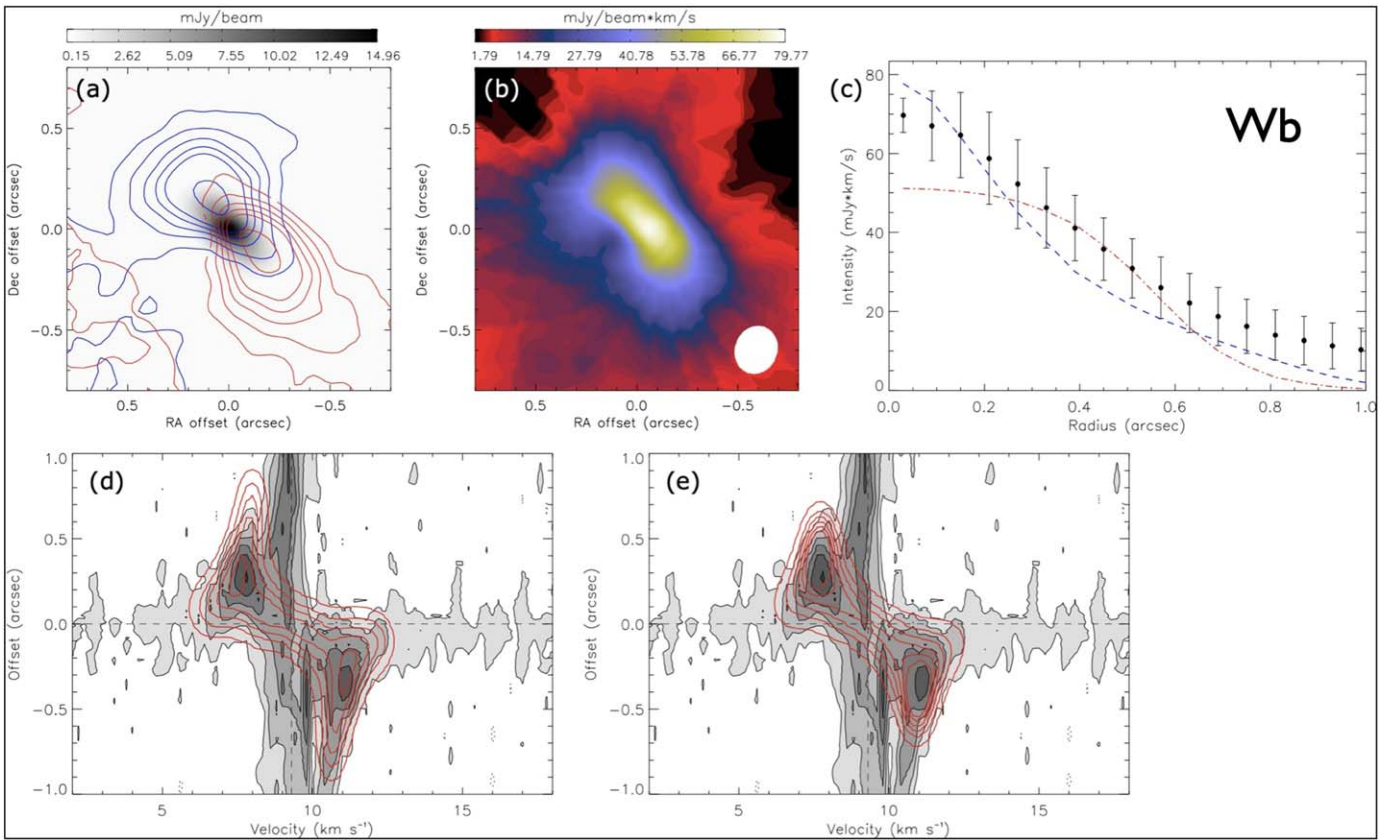 mJy/beam
0.15 2.62 5.09 7.55 10.02 12.49 14.96
(a)
0.5
0.0
−0.5
Dec offset (arcsec)
0.5 0.0 −0.5
RA offset (arcsec)
mJy/beam*km/s
1.79 14.79 27.79 40.78 53.78 66.77 79.77
(b)
0.5
0.0
−0.5
Dec offset (arcsec)
0.5 0.0 −0.5
RA offset (arcsec)
(c)
Wb
80
60
40
20
0
Intensity (mJy*km/s)
0.0 0.2 0.4 0.6 0.8 1.0
Radius (arcsec)
(d)
1.0
0.5
0.0
−0.5
−1.0
Offset (arcsec)
5 10 15
Velocity (km s⁻¹)
(e)
1.0
0.5
0.0
−0.5
−1.0
Offset (arcsec)
5 10 15
Velocity (km s⁻¹)